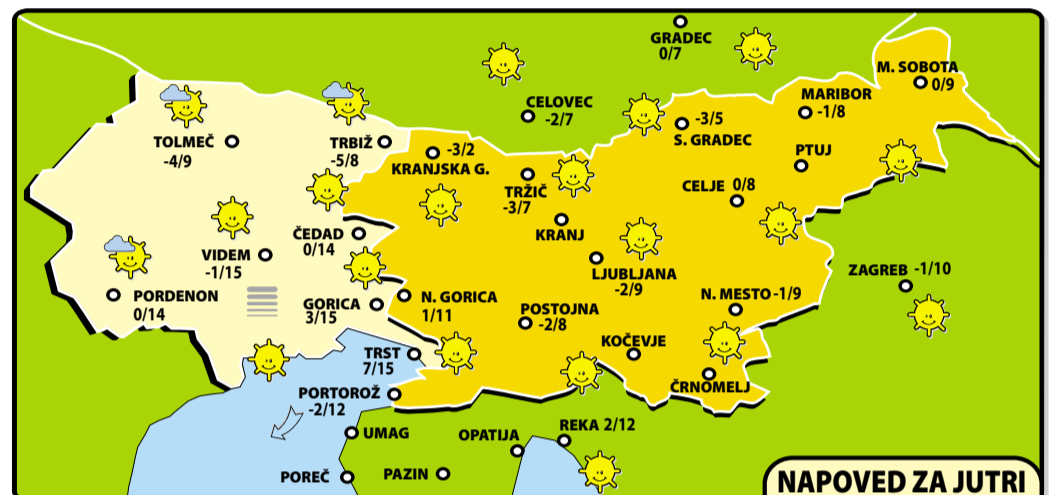 GRADEC
0/7
M. SOBOTA
0/9
CELOVEC
-2/7
MARIBOR
-1/8
-3/5
S. GRADEC
TOLMEČ
-4/9
TRBIŽ
-5/8
-3/2
KRANJSKA G.
PTUJ
TRŽIČ
-3/7
CELJE 0/8
KRANJ
ČEDAD
0/14
VIDEM
-1/15
LJUBLJANA
-2/9
ZAGREB -1/10
PORDENON
0/14
GORICA
3/15
N. GORICA
1/11
N. MESTO -1/9
POSTOJNA
-2/8
KOČEVJE
TRST
7/15
ČRNOMELJ
PORTOROŽ
-2/12
UMAG
OPATIJA
REKA 2/12
POREČ
PAZIN
NAPOVED ZA JUTRI